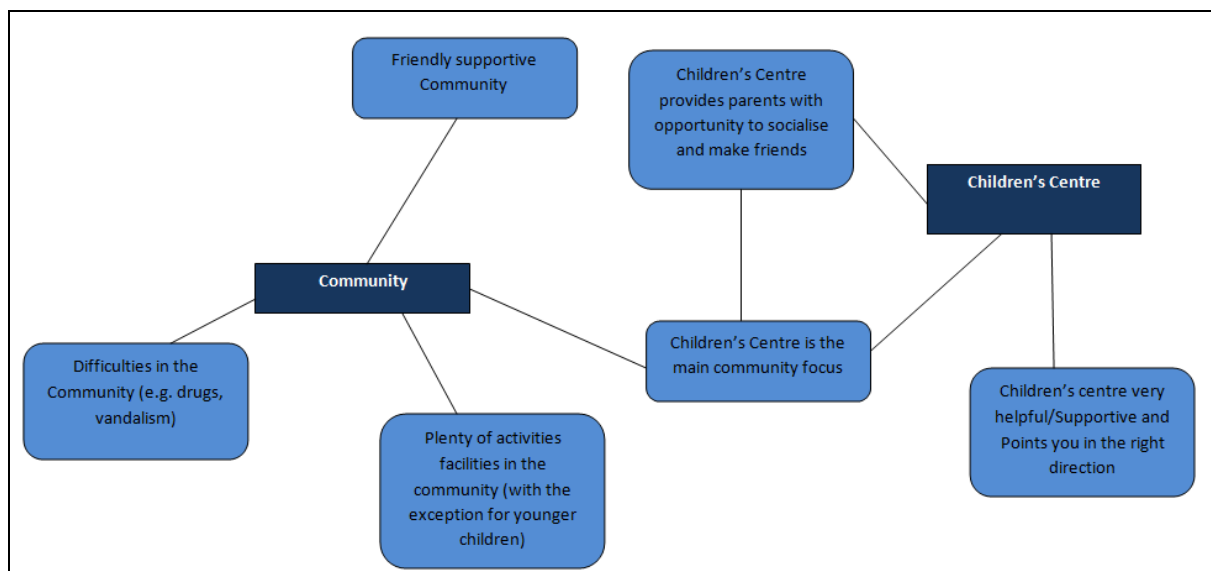 Friendly supportive
Community
Children’s Centre
provides parents with
opportunity to socialise
and make friends
Children’s Centre
Community
Difficulties in the
Community (e.g. drugs,
vandalism)
Children’s Centre is the
main community focus
Plenty of activities
facilities in the
community (with the
exception for younger
children)
Children’s centre very
helpful/Supportive and
Points you in the right
direction